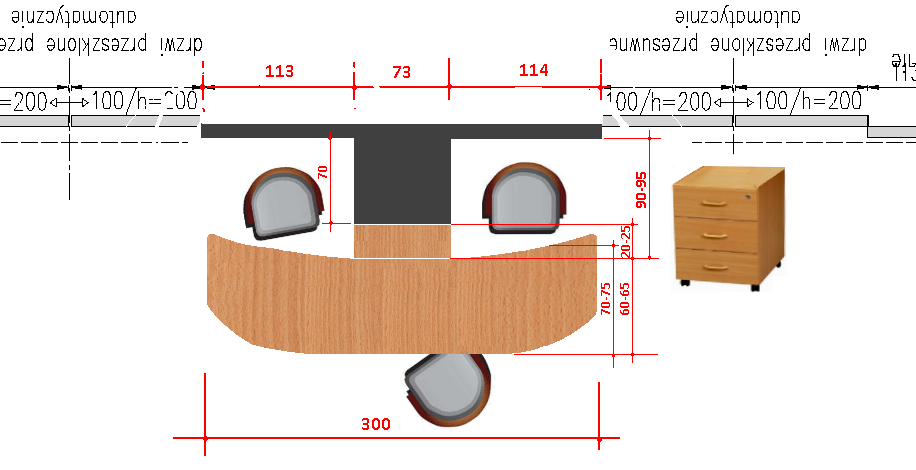 drzwi przeszklone prze
automatycznie
drzwi przeszklone przesuwne
automatycznie
113
73
114
=200
100/h=200
100/h=200
100/h=200
70
90-95
20-25
70-75
60-65
300